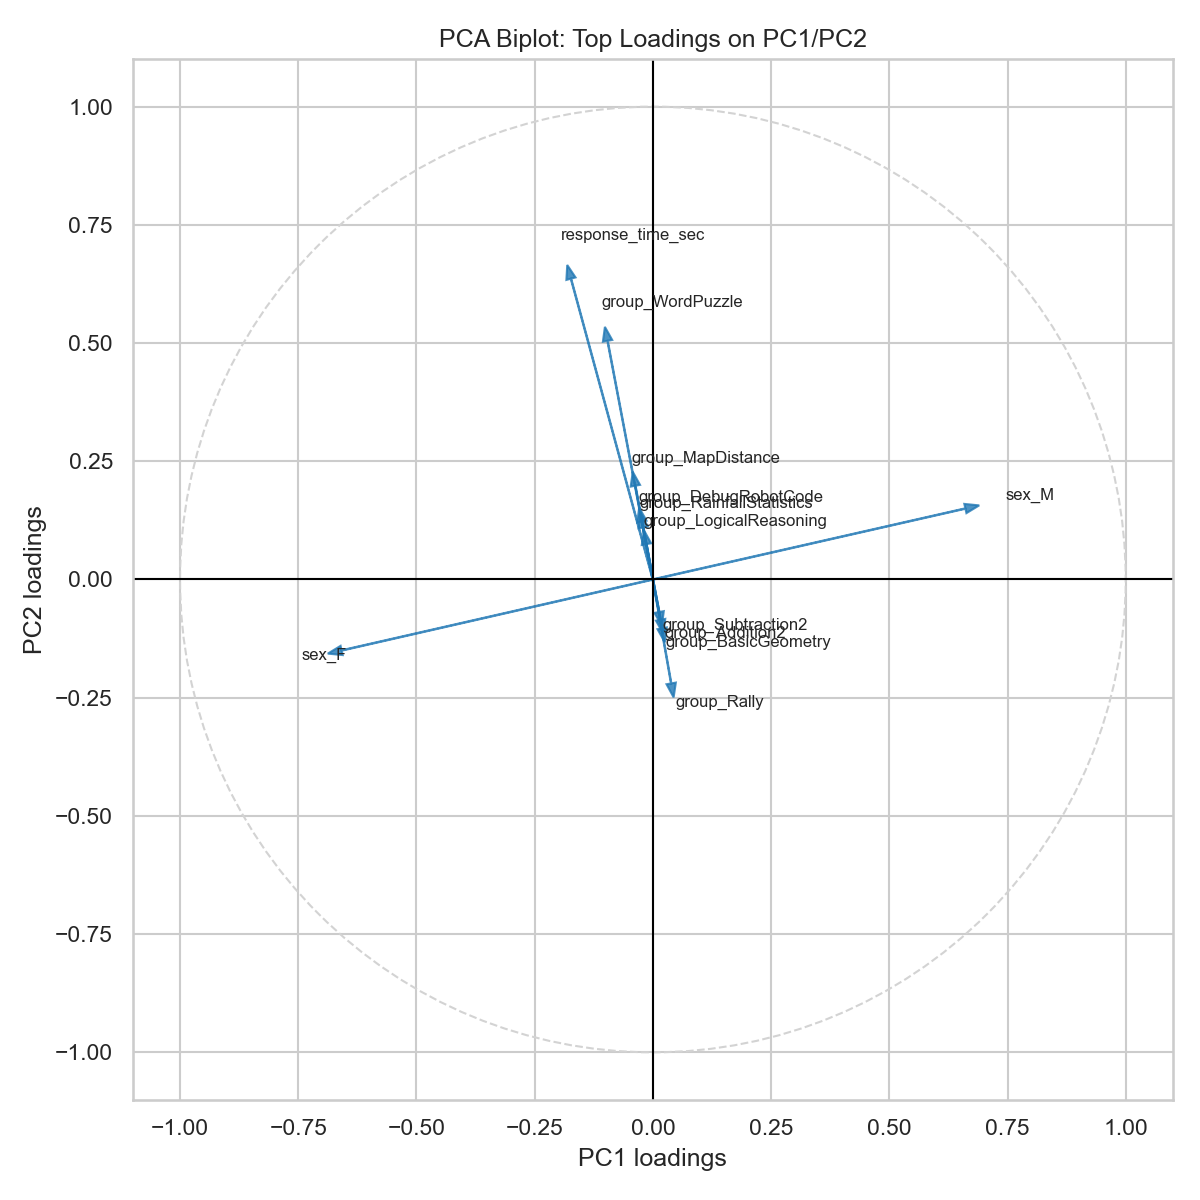 PCA Biplot: Top Loadings on PC1/PC2
1.00
0.75
0.50
0.25
0.00
−0.25
−0.50
−0.75
−1.00
PC2 loadings
response_time_sec
group_WordPuzzle
group_MapDistance
group_DebugRobotCode
group_RainfallStatistics
group_LogicalReasoning
sex_M
group_Subtraction2
group_Addition2
group_BasicGeometry
sex_F
group_Rally
−1.00 −0.75 −0.50 −0.25 0.00 0.25 0.50 0.75 1.00
PC1 loadings